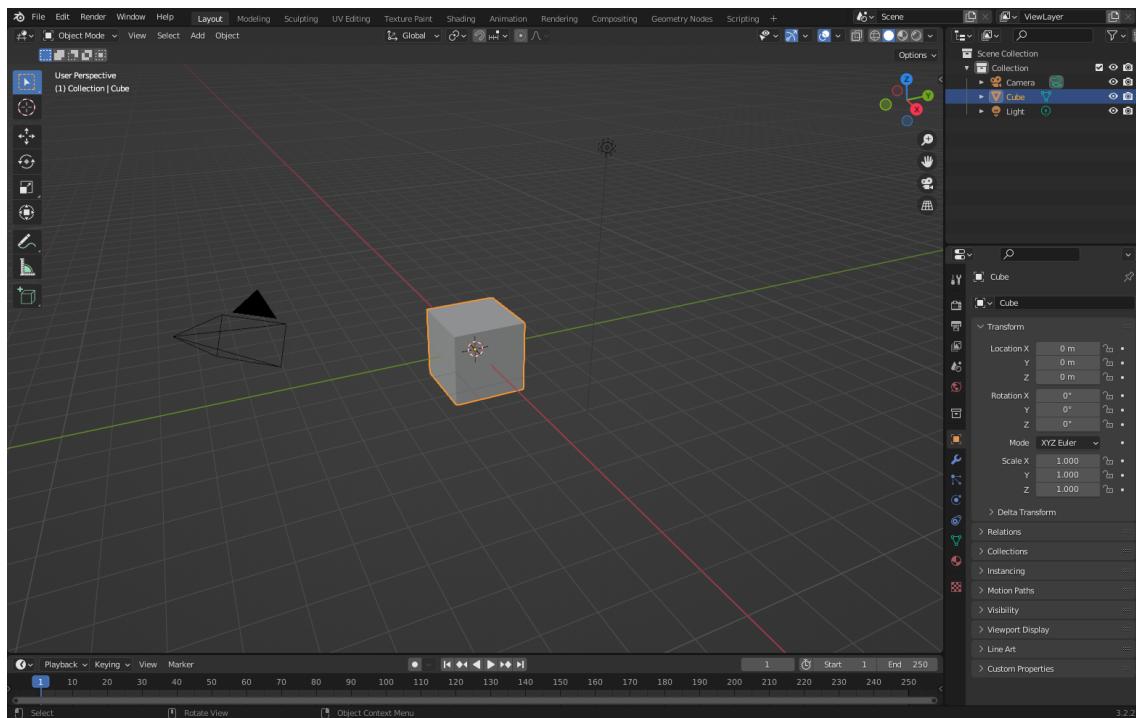 File Edit Render Window Help Layout Modeling Sculpting UV Editing Texture Paint Shading Animation Rendering Compositing Geometry Nodes Scripting + Scene ViewLayer
Object Mode View Select Add Object Global
Options
User Perspective
(1) Collection | Cube
Z
Y
X
Scene Collection
Collection
Camera
Cube
Light
Cube
Cube
Transform
Location X 0 m
Y 0 m
Z 0 m
Rotation X 0°
Y 0°
Z 0°
Mode XYZ Euler
Scale X 1.000
Y 1.000
Z 1.000
Delta Transform
Relations
Collections
Instancing
Motion Paths
Visibility
Viewport Display
Line Art
Custom Properties
Playback Keying View Marker 1 Start 1 End 250
1 10 20 30 40 50 60 70 80 90 100 110 120 130 140 150 160 170 180 190 200 210 220 230 240 250
Select Rotate View Object Context Menu 3.2.2